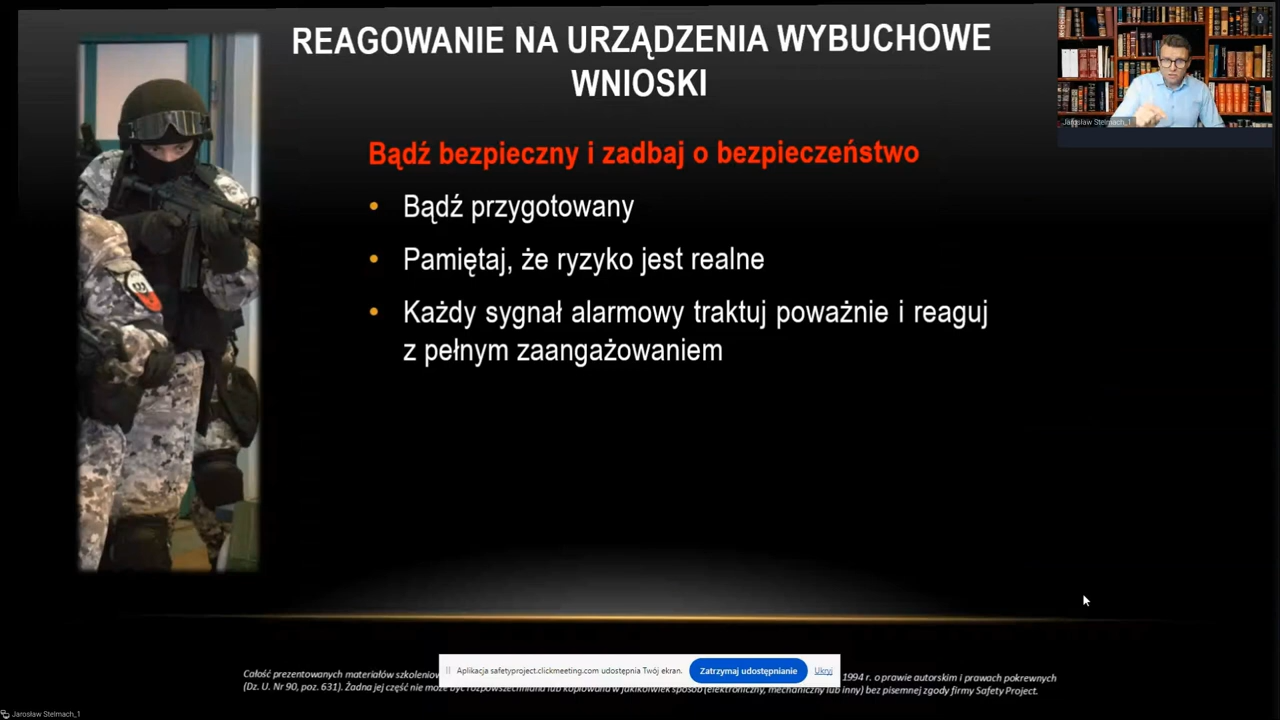 REAGOWANIE NA URZĄDZENIA WYBUCHOWE
WNIOSKI
Jarosław Stelmach_1
Bądź bezpieczny i zadbaj o bezpieczeństwo
• Bądź przygotowany
• Pamiętaj, że ryzyko jest realne
• Każdy sygnał alarmowy traktuj poważnie i reaguj
z pełnym zaangażowaniem
Aplikacja safetyproject.clickmeeting.com udostępnia Twój ekran.
Zatrzymaj udostępnianie
Ukryj
Całość prezentowanych materiałów szkoleniow 1994 r. o prawie autorskim i prawach pokrewnych
(Dz. U. Nr 90, poz. 631). Żadna jej część nie może być rozpowszechniana lub kopiowana w jakikolwiek sposób (elektroniczny, mechaniczny lub inny) bez pisemnej zgody firmy Safety Project.
Jarosław Stelmach_1